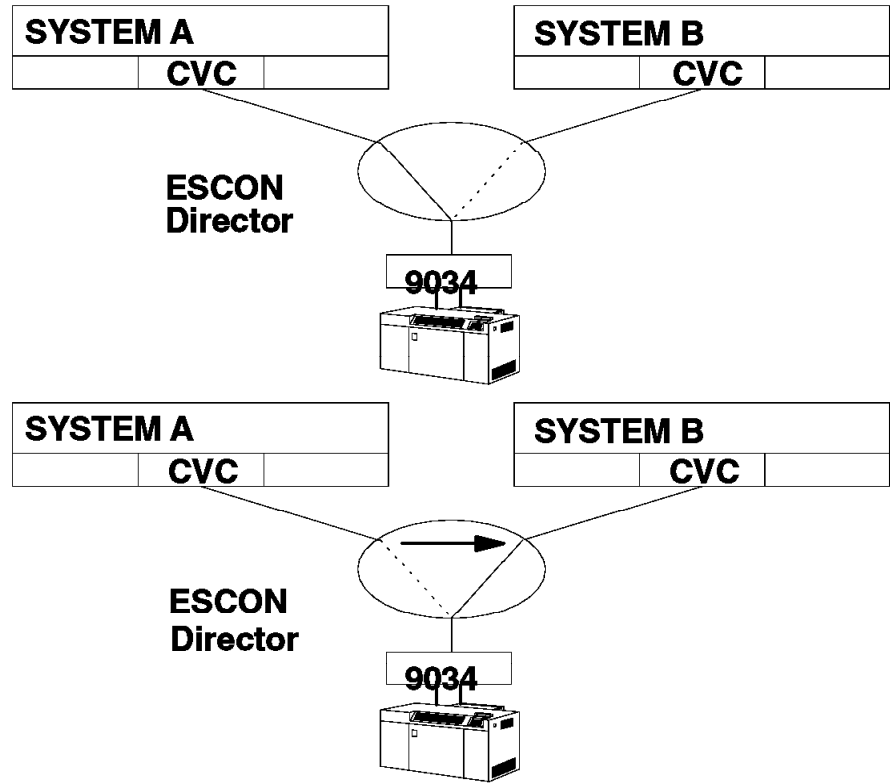 SYSTEM A
SYSTEM B
CVC
CVC
ESCON
Director
9034
SYSTEM A
SYSTEM B
CVC
CVC
ESCON
Director
9034